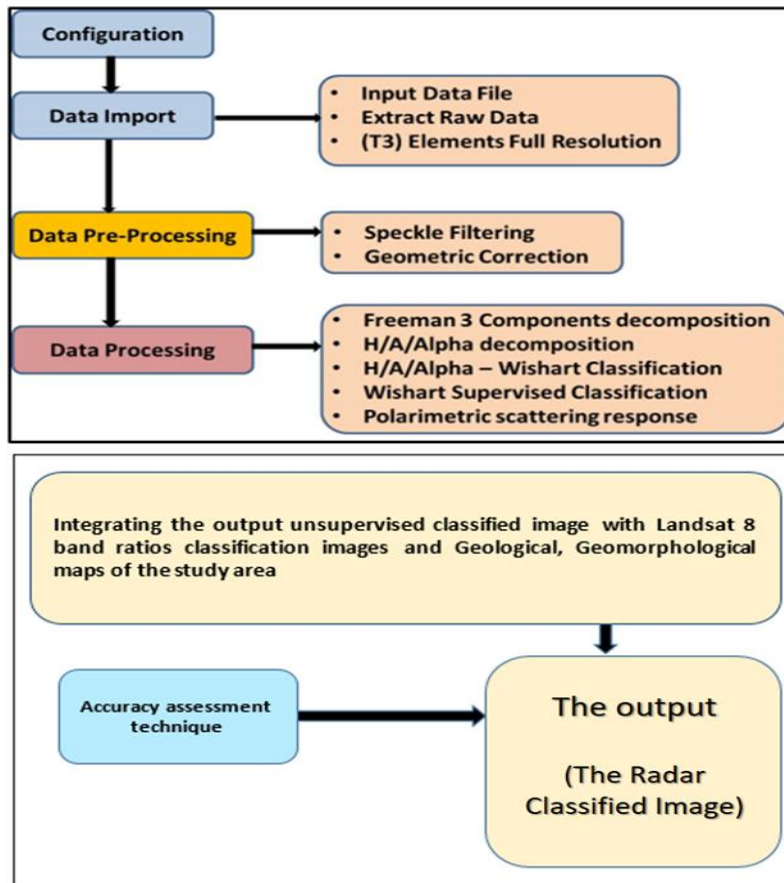 Configuration
Data Import
• Input Data File
• Extract Raw Data
• (T3) Elements Full Resolution
Data Pre-Processing
• Speckle Filtering
• Geometric Correction
Data Processing
• Freeman 3 Components decomposition
• H/A/Alpha decomposition
• H/A/Alpha – Wishart Classification
• Wishart Supervised Classification
• Polarimetric scattering response
Integrating the output unsupervised classified image with Landsat 8
band ratios classification images and Geological, Geomorphological
maps of the study area
Accuracy assessment
technique
The output
(The Radar
Classified Image)